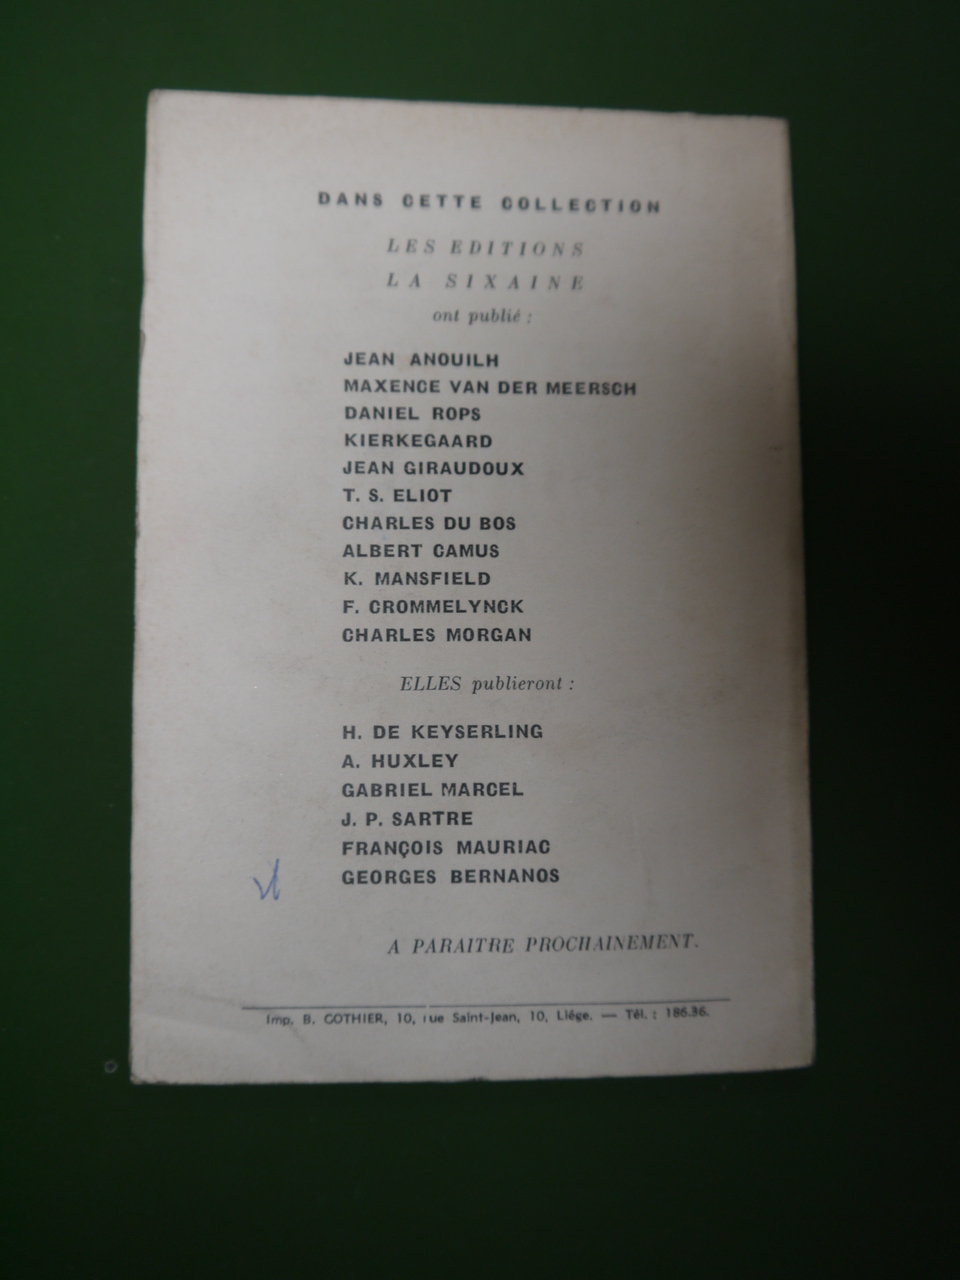 DANS CETTE COLLECTION
LES EDITIONS
LA SIXAINE
ont publié :
JEAN ANOUILH
MAXENCE VAN DER MEERSCH
DANIEL ROPS
KIERKEGAARD
JEAN GIRAUDOUX
T. S. ELIOT
CHARLES DU BOS
ALBERT CAMUS
K. MANSFIELD
F. CROMMELYNCK
CHARLES MORGAN
ELLES publieront :
H. DE KEYSERLING
A. HUXLEY
GABRIEL MARCEL
J. P. SARTRE
FRANÇOIS MAURIAC
GEORGES BERNANOS
A PARAITRE PROCHAINEMENT.
Imp. B. GOTHIER, 10, rue Saint-Jean, 10, Liége. — Tél. : 186.36.